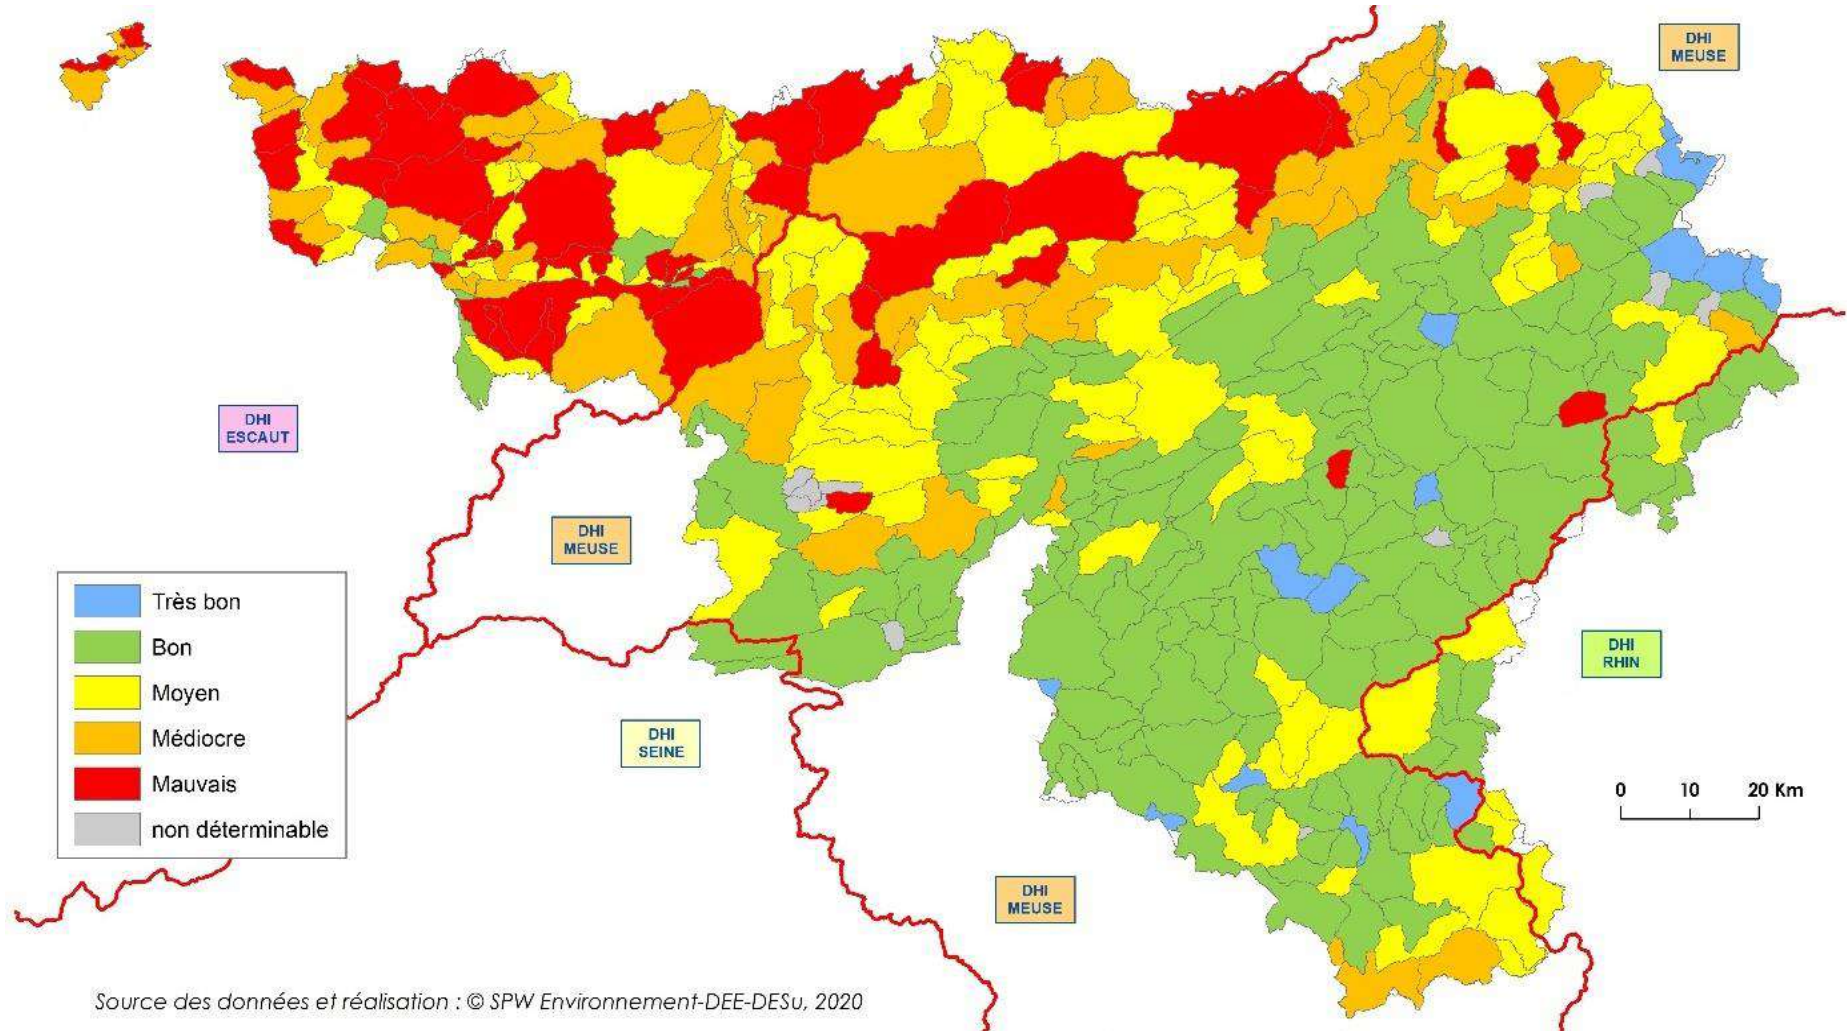 DHI
MEUSE
DHI
ESCAUT
DHI
MEUSE
Très bon
Bon
Moyen
Médiocre
Mauvais
non déterminable
DHI
RHIN
DHI
SEINE
0 10 20 Km
DHI
MEUSE
Source des données et réalisation : © SPW Environnement-DEE-DESu, 2020